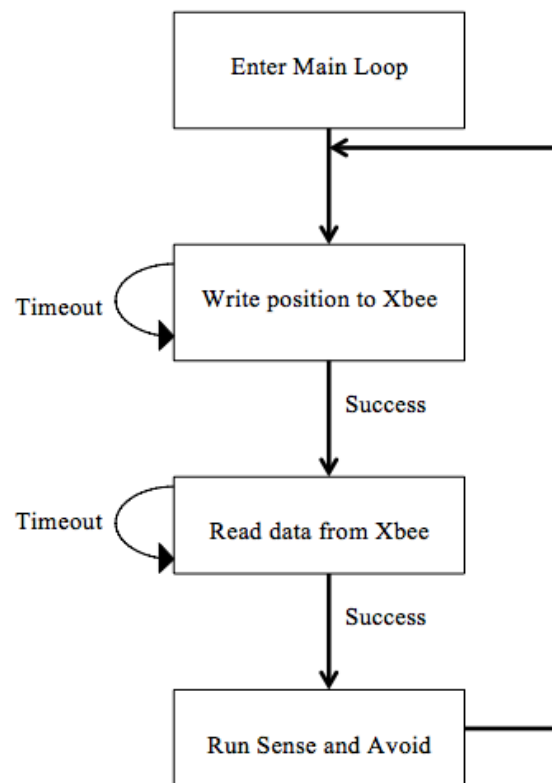 Enter Main Loop
Write position to Xbee
Timeout
Success
Timeout
Read data from Xbee
Success
Run Sense and Avoid